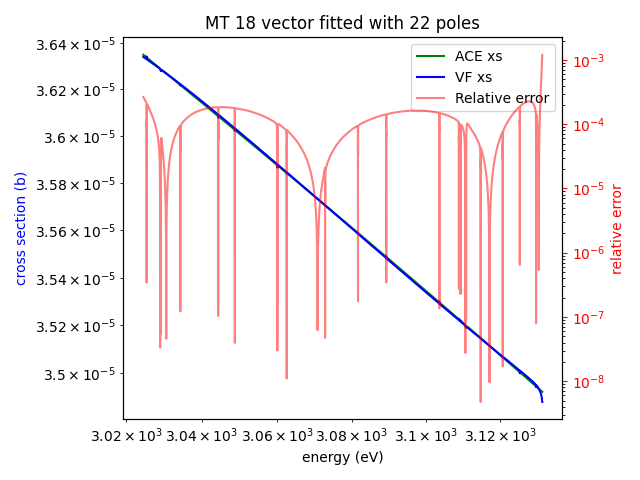 MT 18 vector fitted with 22 poles
ACE xs
VF xs
Relative error
3.64 × 10⁻⁵
3.62 × 10⁻⁵
3.6 × 10⁻⁵
3.58 × 10⁻⁵
3.56 × 10⁻⁵
3.54 × 10⁻⁵
3.52 × 10⁻⁵
3.5 × 10⁻⁵
cross section (b)
10⁻³
10⁻⁴
10⁻⁵
10⁻⁶
10⁻⁷
10⁻⁸
relative error
3.02 × 10³ 3.04 × 10³ 3.06 × 10³ 3.08 × 10³ 3.1 × 10³ 3.12 × 10³
energy (eV)